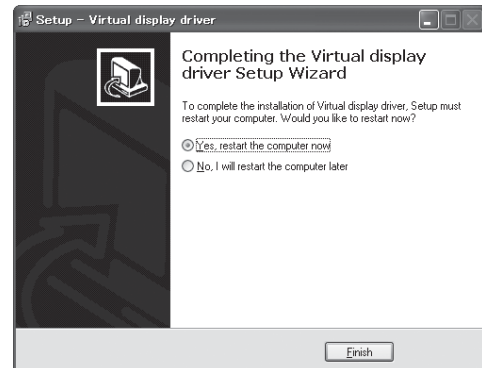 Setup - Virtual display driver
Completing the Virtual display
driver Setup Wizard
To complete the installation of Virtual display driver, Setup must
restart your computer. Would you like to restart now?
Yes, restart the computer now
No, I will restart the computer later
Finish